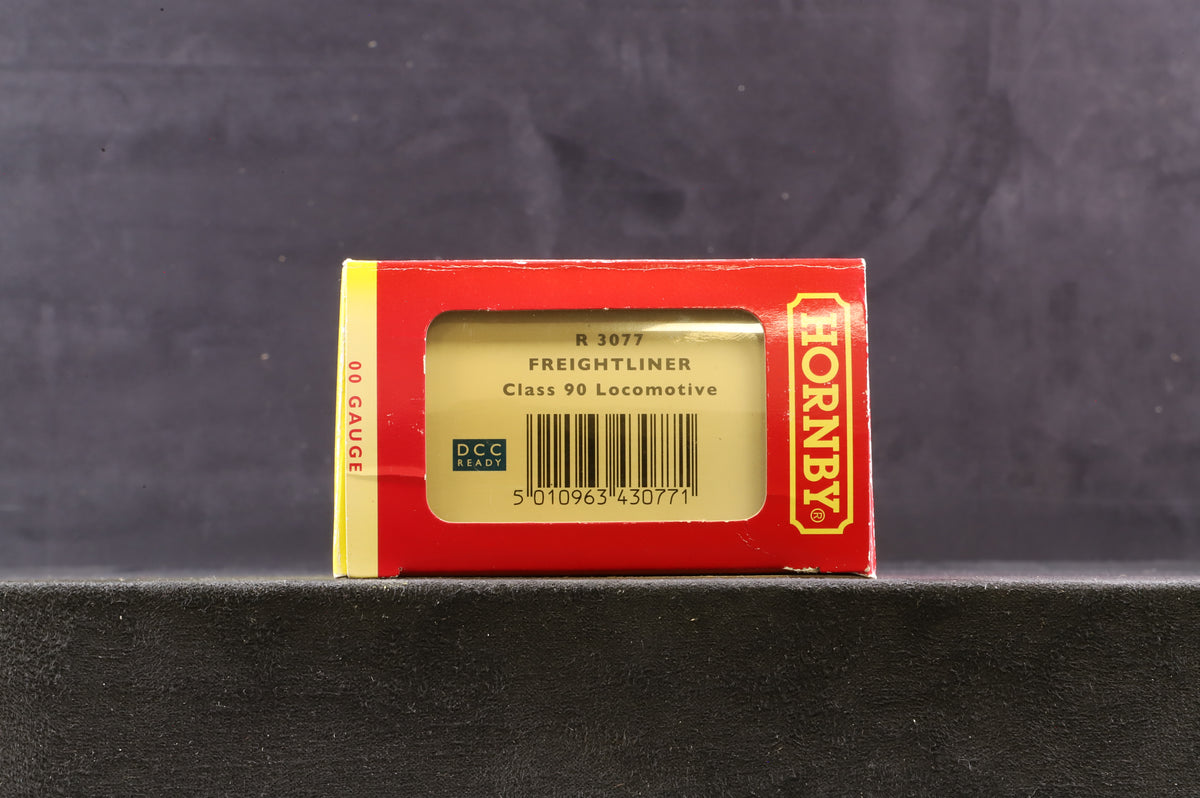 00 GAUGE
R 3077
FREIGHTLINER
Class 90 Locomotive
DCC
READY
5 010963 430771
HORNBY®